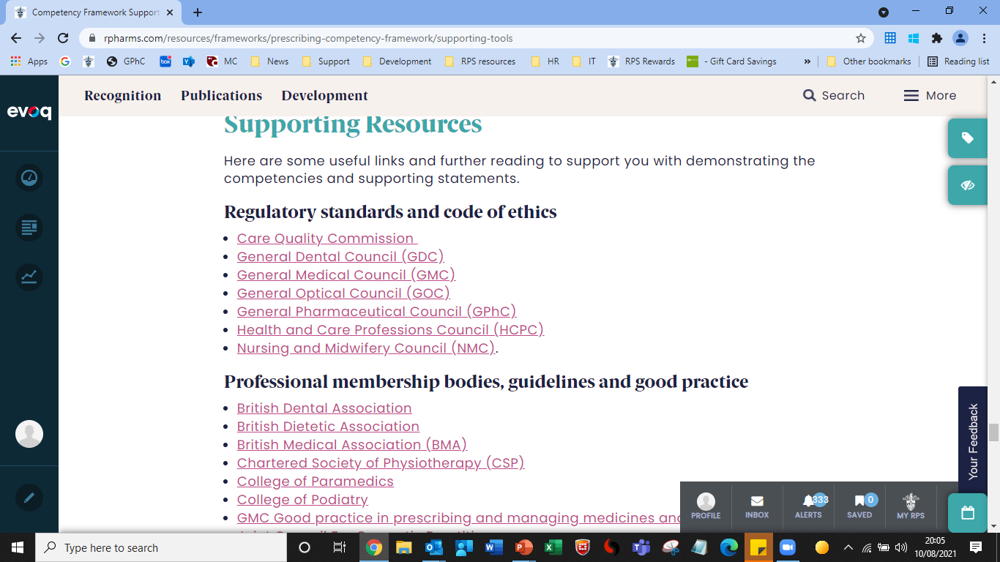 Competency Framework Support
rpharms.com/resources/frameworks/prescribing-competency-framework/supporting-tools
Apps
GPhC
box
MC
News
Support
Development
RPS resources
HR
IT
RPS Rewards
- Gift Card Savings
»
Other bookmarks
Reading list
evoq
Recognition
Publications
Development
Search
More
Supporting Resources
Here are some useful links and further reading to support you with demonstrating the
competencies and supporting statements.
Regulatory standards and code of ethics
• Care Quality Commission
• General Dental Council (GDC)
• General Medical Council (GMC)
• General Optical Council (GOC)
• General Pharmaceutical Council (GPhC)
• Health and Care Professions Council (HCPC)
• Nursing and Midwifery Council (NMC).
Professional membership bodies, guidelines and good practice
• British Dental Association
• British Dietetic Association
• British Medical Association (BMA)
• Chartered Society of Physiotherapy (CSP)
• College of Paramedics
• College of Podiatry
• GMC Good practice in prescribing and managing medicines and
Your Feedback
PROFILE
INBOX
333
ALERTS
0
SAVED
MY RPS
Type here to search
20:05
10/08/2021